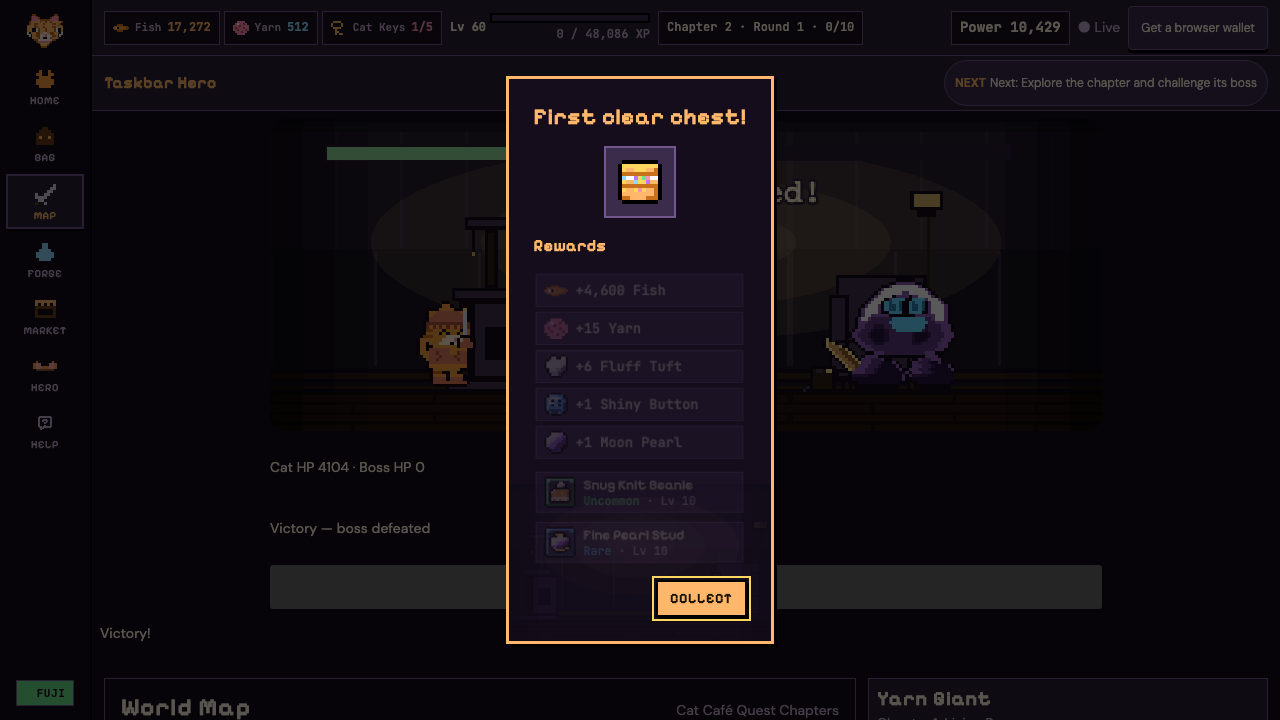 Fish 17,272
Yarn 512
Cat Keys 1/5
Lv 60
0 / 48,086 XP
Chapter 2 · Round 1 · 0/10
Power 10,429
Live
Get a browser wallet
Taskbar Hero
NEXT Next: Explore the chapter and challenge its boss
HOME
BAG
MAP
FORGE
MARKET
HERO
HELP
FUJI
First clear chest!
Rewards
+4,600 Fish
+15 Yarn
+6 Fluff Tuft
+1 Shiny Button
+1 Moon Pearl
Snug Knit Beanie
Uncommon · Lv 10
Fine Pearl Stud
Rare · Lv 10
COLLECT
Cat HP 4104 · Boss HP 0
Victory — boss defeated
Victory!
World Map
Cat Café Quest Chapters
Yarn Giant